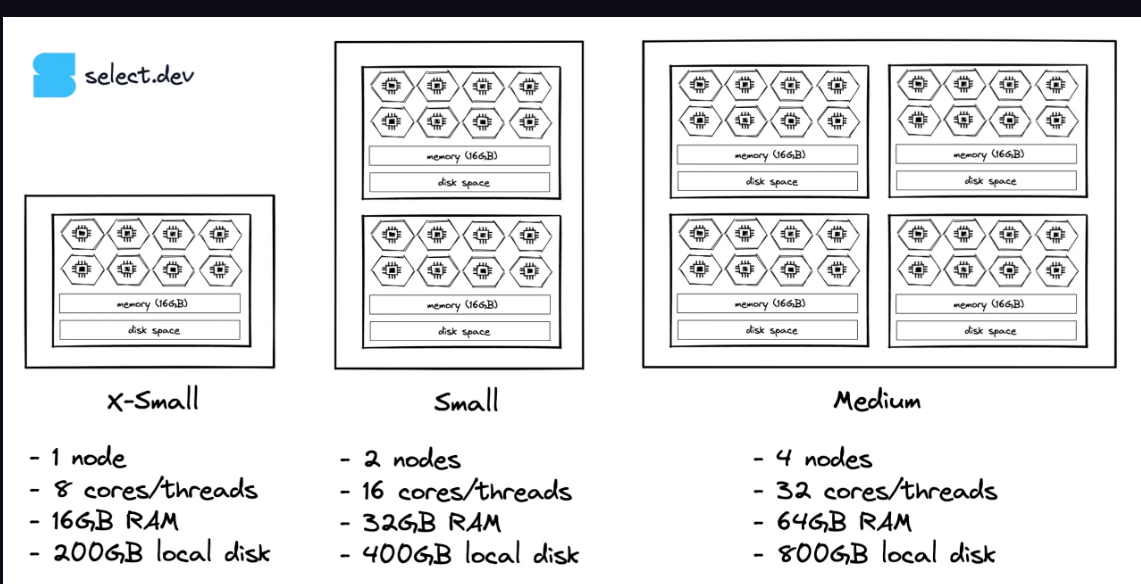 select.dev
memory (16GB)
disk space
X-Small
- 1 node
- 8 cores/threads
- 16GB RAM
- 200GB local disk
memory (16GB)
disk space
memory (16GB)
disk space
Small
- 2 nodes
- 16 cores/threads
- 32GB RAM
- 400GB local disk
memory (16GB)
disk space
memory (16GB)
disk space
memory (16GB)
disk space
memory (16GB)
disk space
Medium
- 4 nodes
- 32 cores/threads
- 64GB RAM
- 800GB local disk